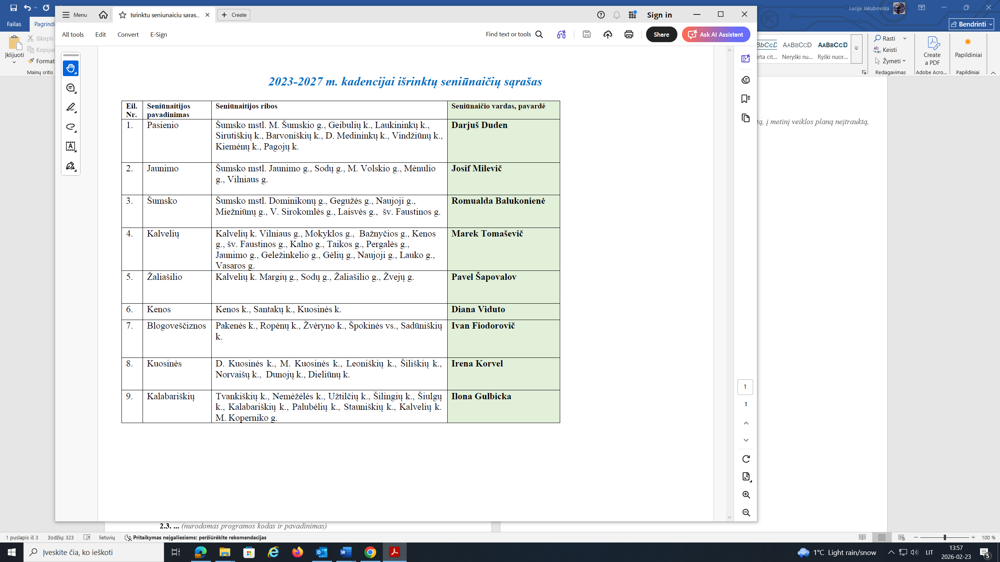 Lucija Jakubovska
Failas
Bendrinti
Įklijuoti
Iškirpti
Mainų sritis
Menu
Isrinktu seniunaiciu saras...
Create
Sign in
All tools
Edit
Convert
E-Sign
Find text or tools
Share
Ask AI Assistant
irta cit...
AABBCCD
Neryški nu...
AABBCCD
Ryški nuor...
Rasti
Keisti
Žymėti
Redagavimas
Create
a PDF
Adobe Acro...
Papildiniai
Papildiniai
2023-2027 m. kadencijai išrinktų seniūnaičių sąrašas
Eil. Nr.
Seniūnaitijos pavadinimas
Seniūnaitijos ribos
Seniūnaičio vardas, pavardė
1.
Pasienio
Šumsko mstl. M. Šumskio g., Geibulių k., Laukininkų k.,
Sirutiškių k., Barvoniškių k., D. Medininkų k., Vindžiūnų k.,
Kiemėnų k., Pagojų k.
Darjuš Duden
2.
Jaunimo
Šumsko mstl. Jaunimo g., Sodų g., M. Volskio g., Mėnulio
g., Vilniaus g.
Josif Milevič
3.
Šumsko
Šumsko mstl. Dominikonų g., Gegužės g., Naujoji g.,
Miežniūnų g., V. Sirokomlės g., Laisvės g., šv. Faustinos g.
Romualda Balukonienė
4.
Kalvelių
Kalvelių k. Vilniaus g., Mokyklos g., Bažnyčios g., Kenos
g., šv. Faustinos g., Kalno g., Taikos g., Pergalės g.,
Jaunimo g., Geležinkelio g., Gėlių g., Naujoji g., Lauko g.,
Vasaros g.
Marek Tomaševič
5.
Žaliašilio
Kalvelių k. Margių g., Sodų g., Žaliašilio g., Žvejų g.
Pavel Šapovalov
6.
Kenos
Kenos k., Santakų k., Kuosinės k.
Diana Viduto
7.
Blogoveščiznos
Pakenės k., Ropėnų k., Žvėryno k., Špokinės vs., Sadūniškių
k.
Ivan Fiodorovič
8.
Kuosinės
D. Kuosinės k., M. Kuosinės k., Leoniškių k., Šiliškių k.,
Norvaišų k., Dunojų k., Dieliūnų k.
Irena Korvel
9.
Kalabariškių
Tvankiškių k., Nemėžėlės k., Užtilčių k., Šilingių k., Šiulgų
k., Kalabariškių k., Palubėlių k., Stauniškių k., Kalvelių k.
M. Koperniko g.
Ilona Gulbicka
į metinį veiklos planą neįtrauktą,
1
1
2.3. ... (nurodomas programos kodas ir pavadinimas)
1 puslapis iš 3
žodžių: 323
lietuvių
Pritaikymas neįgaliesiems: peržiūrėkite rekomendacijas
100 %
Įveskite čia, ko ieškoti
1°C Light rain/snow
LIT
13:57
2026-02-23
5